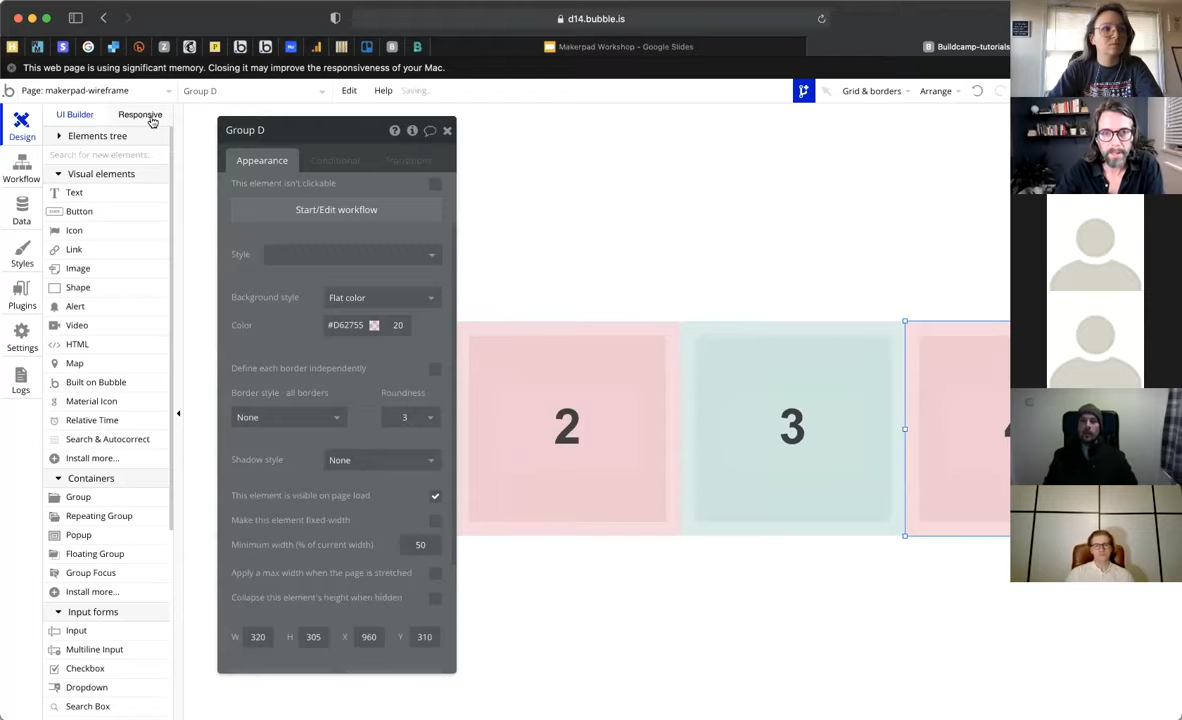 d14.bubble.is
Makerpad Workshop – Google Slides
Buildcamp-tutorials
This web page is using significant memory. Closing it may improve the responsiveness of your Mac.
Page: makerpad-wireframe
Group D
Edit
Help
Saving...
Grid & borders
Arrange
Design
Workflow
Data
Styles
Plugins
Settings
Logs
UI Builder
Responsive
Elements tree
Search for new elements...
Visual elements
Text
Button
Icon
Link
Image
Shape
Alert
Video
HTML
Map
Built on Bubble
Material Icon
Relative Time
Search & Autocorrect
Install more...
Containers
Group
Repeating Group
Popup
Floating Group
Group Focus
Install more...
Input forms
Input
Multiline Input
Checkbox
Dropdown
Search Box
Group D
Appearance
Conditional
Transitions
This element isn't clickable
Start/Edit workflow
Style
Background style
Flat color
Color
#D62755
20
Define each border independently
Border style - all borders
Roundness
None
3
Shadow style
None
This element is visible on page load
Make this element fixed-width
Minimum width (% of current width)
50
Apply a max width when the page is stretched
Collapse this element's height when hidden
W 320 H 305 X 960 Y 310
2
3